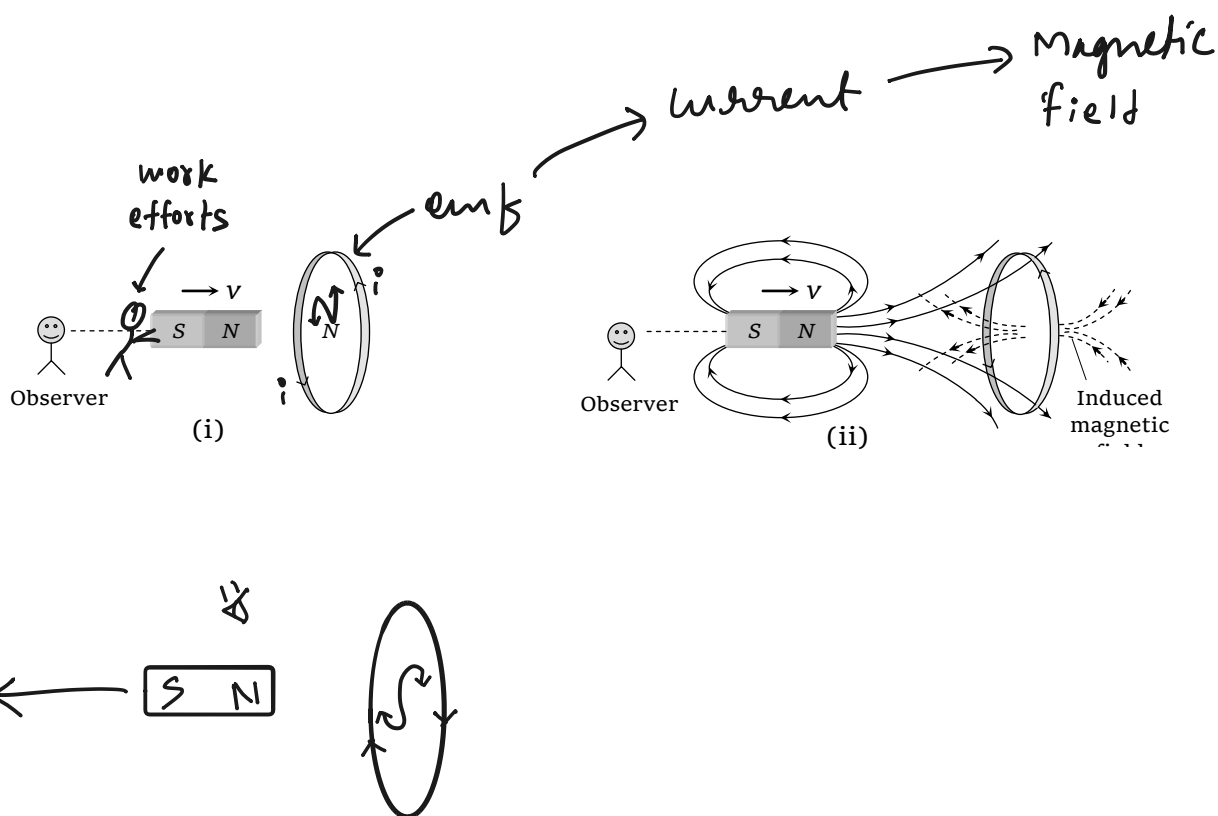 Magnetic
field
current
work
efforts
emf
i
v
S N
N
i
Observer
(i)
v
S N
Observer
(ii)
Induced
magnetic
S N